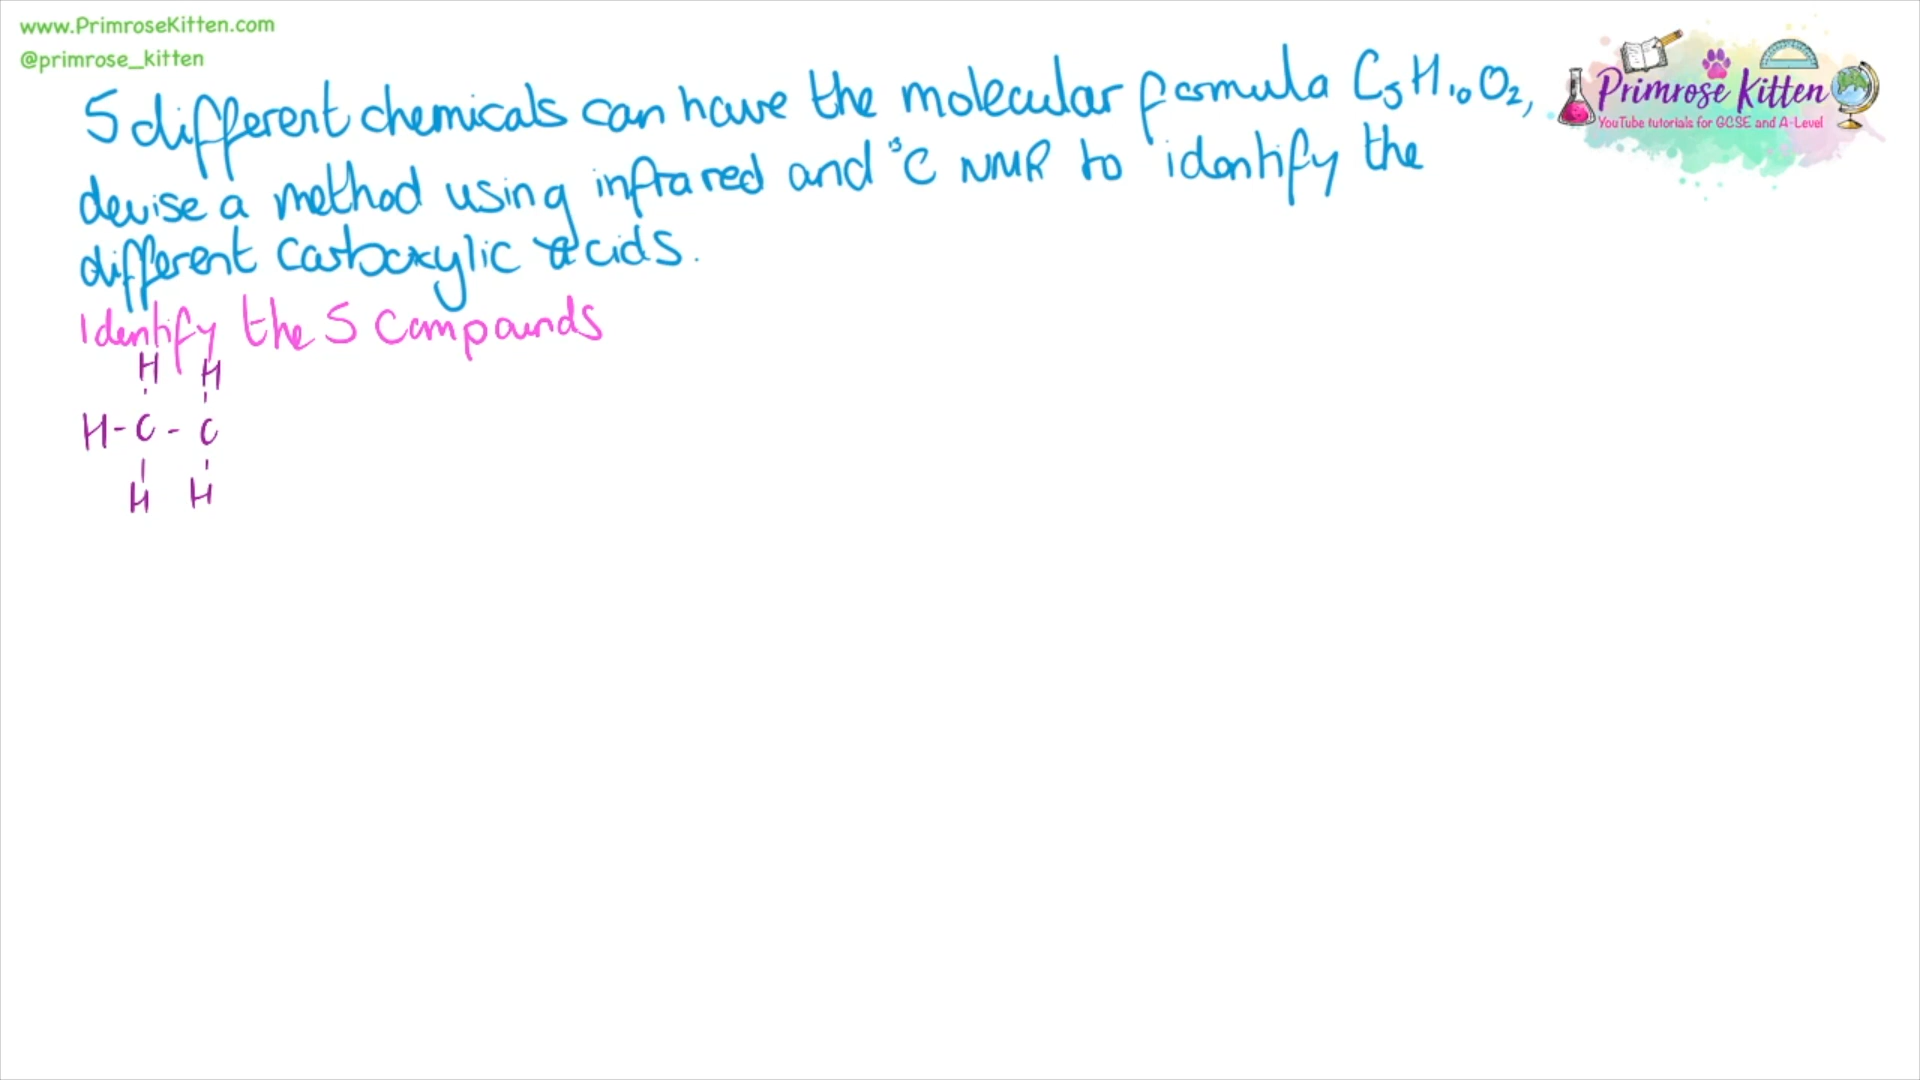 www.PrimroseKitten.com
@primrose_kitten
Primrose Kitten
YouTube tutorials for GCSE and A-Level
5 different chemicals can have the molecular formula C₅H₁₀O₂,
devise a method using infrared and ¹³C NMR to identify the
different carboxylic acids.
Identify the 5 compounds
H H
H-C-C
H H